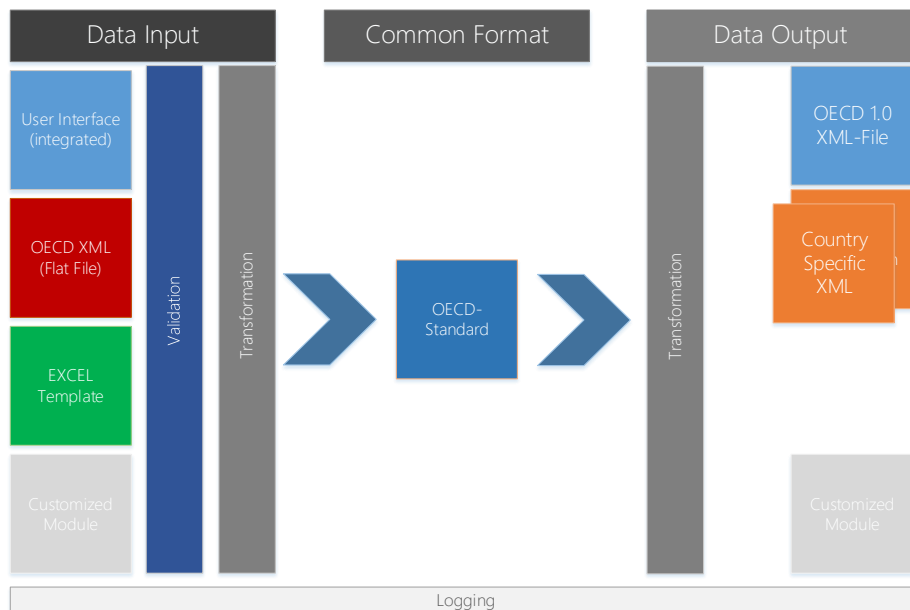 Data Input
Common Format
Data Output
User Interface
(integrated)
OECD XML
(Flat File)
EXCEL
Template
Customized
Module
Validation
Transformation
OECD-
Standard
Transformation
OECD 1.0
XML-File
Country
Specific
XML
Customized
Module
Logging